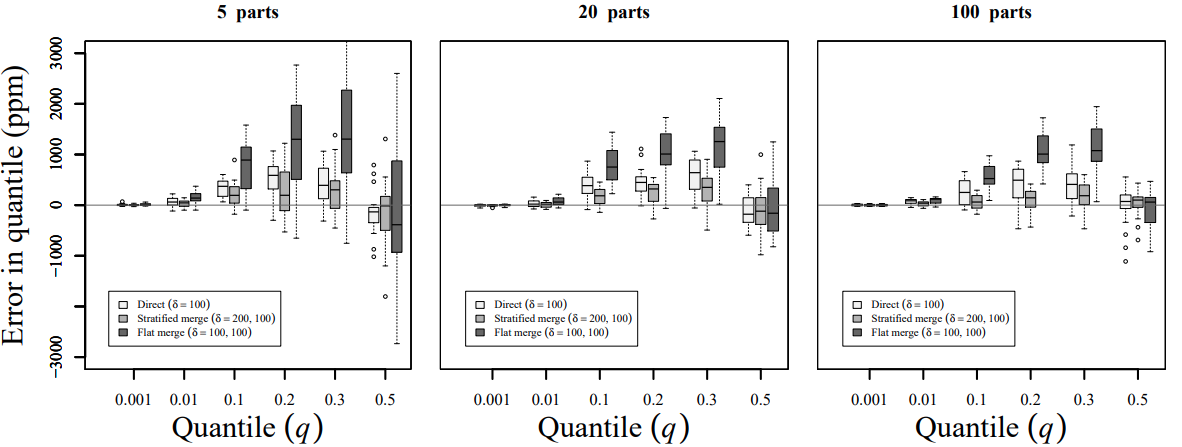 5 parts
20 parts
100 parts
Error in quantile (ppm)
3000
2000
1000
0
−1000
−3000
Direct (δ = 100)
Stratified merge (δ = 200, 100)
Flat merge (δ = 100, 100)
Direct (δ = 100)
Stratified merge (δ = 200, 100)
Flat merge (δ = 100, 100)
Direct (δ = 100)
Stratified merge (δ = 200, 100)
Flat merge (δ = 100, 100)
0.001 0.01 0.1 0.2 0.3 0.5
0.001 0.01 0.1 0.2 0.3 0.5
0.001 0.01 0.1 0.2 0.3 0.5
Quantile (q)
Quantile (q)
Quantile (q)